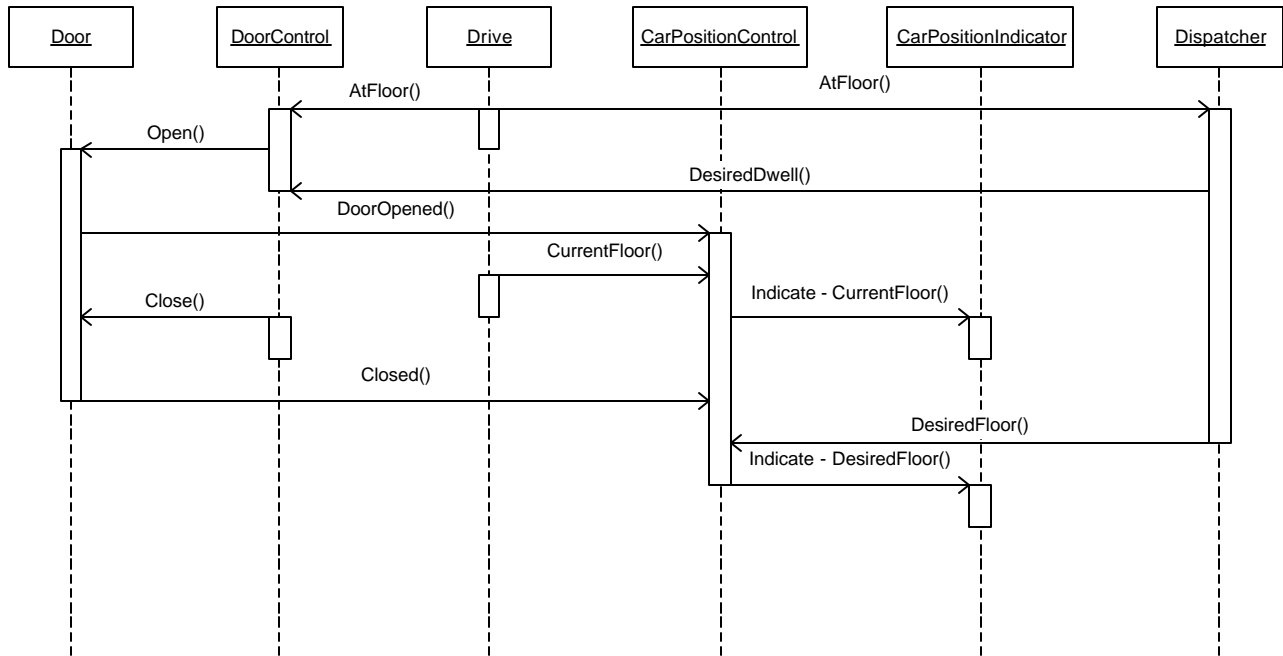 Door
DoorControl
Drive
CarPositionControl
CarPositionIndicator
Dispatcher
AtFloor()
AtFloor()
Open()
DesiredDwell()
DoorOpened()
CurrentFloor()
Close()
Indicate - CurrentFloor()
Closed()
DesiredFloor()
Indicate - DesiredFloor()